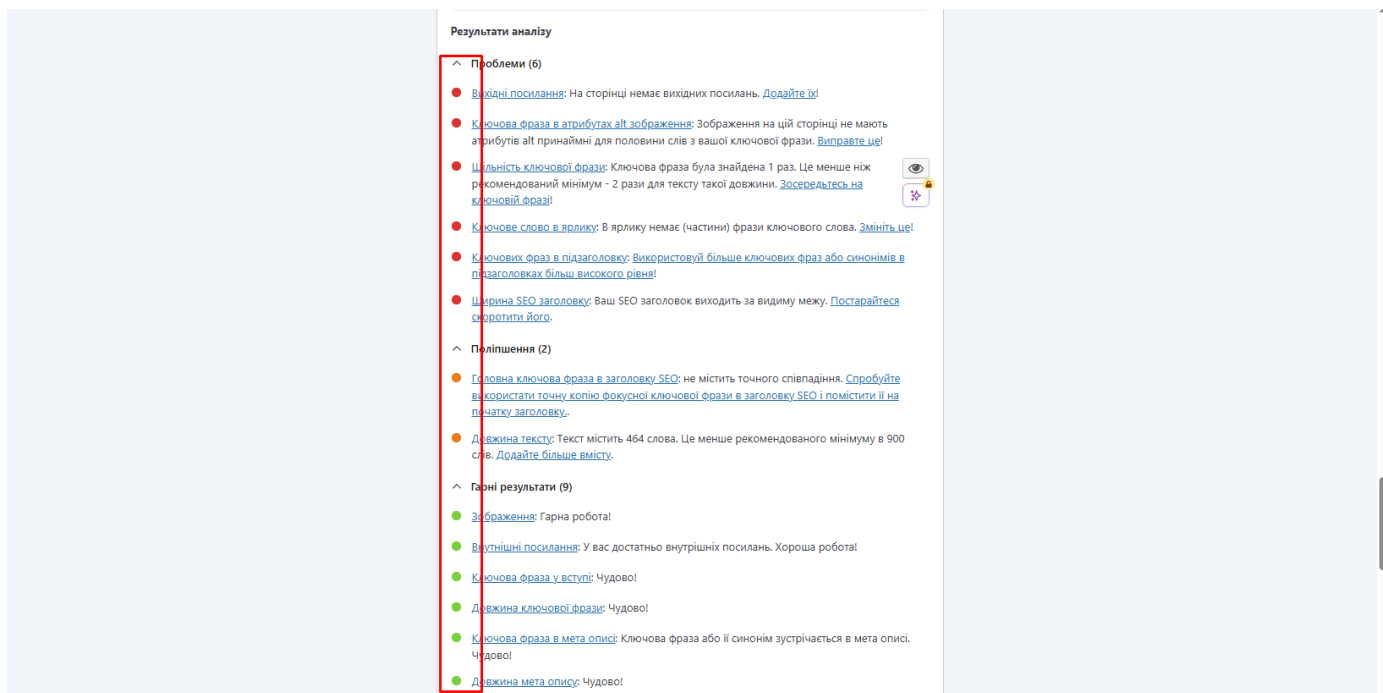 Результати аналізу
Проблеми (6)
Вихідні посилання: На сторінці немає вихідних посилань. Додайте їх!
Ключова фраза в атрибутах alt зображення: Зображення на цій сторінці не мають
атрибутів alt принаймні для половини слів з вашої ключової фрази. Виправте це!
Щільність ключової фрази: Ключова фраза була знайдена 1 раз. Це менше ніж
рекомендований мінімум - 2 рази для тексту такої довжини. Зосередьтесь на
ключовій фразі!
Ключове слово в ярлику: В ярлику немає (частини) фрази ключового слова. Змініть це!
Ключових фраз в підзаголовку: Використовуй більше ключових фраз або синонімів в
підзаголовках більш високого рівня!
Ширина SEO заголовку: Ваш SEO заголовок виходить за видиму межу. Постарайтеся
скоротити його.
Поліпшення (2)
Головна ключова фраза в заголовку SEO: не містить точного співпадіння. Спробуйте
використати точну копію фокусної ключової фрази в заголовку SEO і помістити її на
початку заголовку..
Довжина тексту: Текст містить 464 слова. Це менше рекомендованого мінімуму в 900
слів. Додайте більше вмісту.
Гарні результати (9)
Зображення: Гарна робота!
Внутнішні посилання: У вас достатньо внутрішніх посилань. Хороша робота!
Ключова фраза у вступі: Чудово!
Довжина ключової фрази: Чудово!
Ключова фраза в мета описі: Ключова фраза або її синонім зустрічається в мета описі.
Чудово!
Довжина мета опису: Чудово!